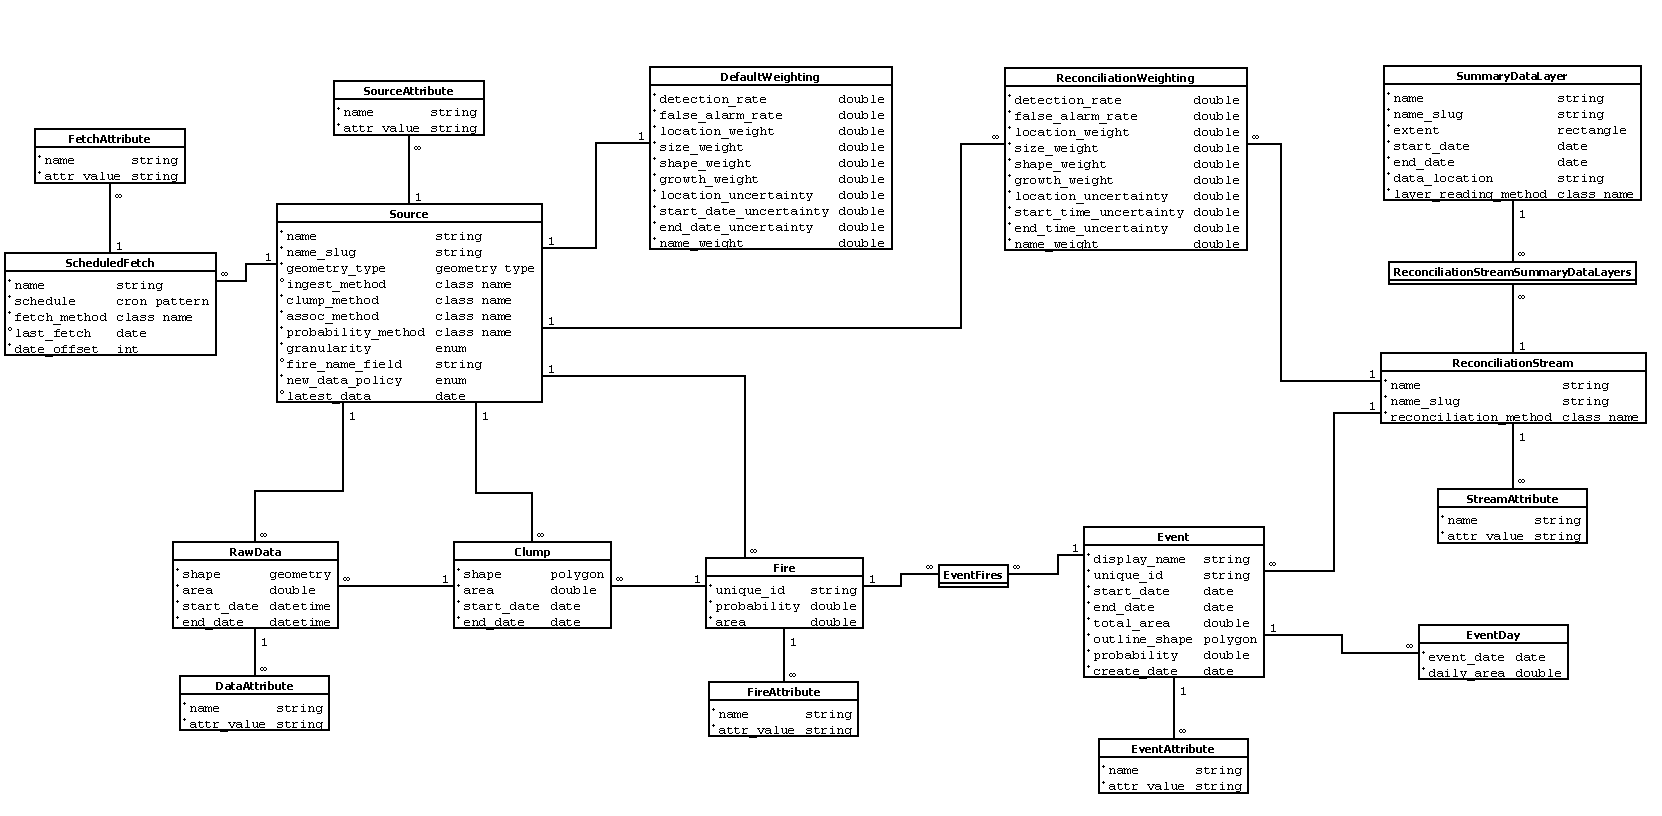 FetchAttribute
*name string
*attr_value string
ScheduledFetch
*name string
*schedule cron pattern
*fetch_method class name
°last_fetch date
*date_offset int
SourceAttribute
*name string
*attr_value string
Source
*name string
*name_slug string
*geometry_type geometry type
°ingest_method class name
*clump_method class name
*assoc_method class name
*probability_method class name
*granularity enum
°fire_name_field string
*new_data_policy enum
°latest_data date
DefaultWeighting
*detection_rate double
*false_alarm_rate double
*location_weight double
*size_weight double
*shape_weight double
*growth_weight double
*location_uncertainty double
*start_date_uncertainty double
*end_date_uncertainty double
*name_weight double
ReconciliationWeighting
*detection_rate double
*false_alarm_rate double
*location_weight double
*size_weight double
*shape_weight double
*growth_weight double
*location_uncertainty double
*start_time_uncertainty double
*end_time_uncertainty double
*name_weight double
SummaryDataLayer
*name string
*name_slug string
*extent rectangle
*start_date date
*end_date date
*data_location string
*layer_reading_method class name
ReconciliationStreamSummaryDataLayers
ReconciliationStream
*name string
*name_slug string
*reconciliation_method class name
StreamAttribute
*name string
*attr_value string
RawData
*shape geometry
*area double
*start_date datetime
*end_date datetime
DataAttribute
*name string
*attr_value string
Clump
*shape polygon
*area double
*start_date date
*end_date date
Fire
*unique_id string
*probability double
*area double
FireAttribute
*name string
*attr_value string
EventFires
Event
*display_name string
*unique_id string
*start_date date
*end_date date
*total_area double
*outline_shape polygon
*probability double
*create_date date
EventDay
*event_date date
*daily_area double
EventAttribute
*name string
*attr_value string
∞
1
∞
1
∞
1
1
1
1
∞
∞
1
1
∞
1
∞
1
∞
1
1
∞
1
∞
1
∞
∞
1
∞
1
1
∞
∞
1
∞
1
∞
1
∞
1
∞
1
∞